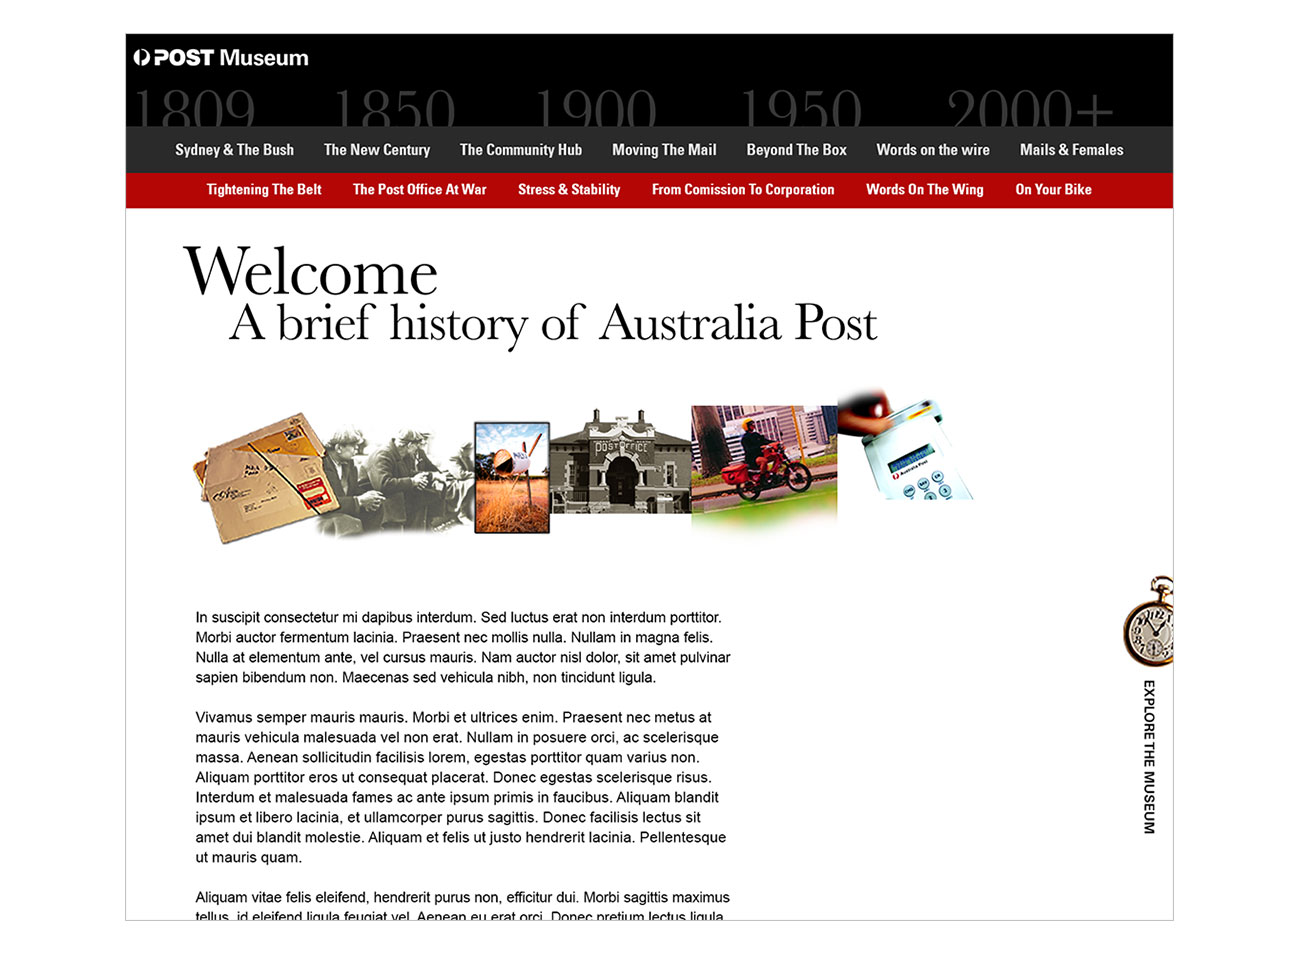 POST Museum
1809 1850 1900 1950 2000+
Sydney & The Bush The New Century The Community Hub Moving The Mail Beyond The Box Words on the wire Mails & Females
Tightening The Belt The Post Office At War Stress & Stability From Comission To Corporation Words On The Wing On Your Bike
Welcome
A brief history of Australia Post
POST OFFICE
Australia Post
In suscipit consectetur mi dapibus interdum. Sed luctus erat non interdum porttitor.
Morbi auctor fermentum lacinia. Praesent nec mollis nulla. Nullam in magna felis.
Nulla at elementum ante, vel cursus mauris. Nam auctor nisl dolor, sit amet pulvinar
sapien bibendum non. Maecenas sed vehicula nibh, non tincidunt ligula.
Vivamus semper mauris mauris. Morbi et ultrices enim. Praesent nec metus at
mauris vehicula malesuada vel non erat. Nullam in posuere orci, ac scelerisque
massa. Aenean sollicitudin facilisis lorem, egestas porttitor quam varius non.
Aliquam porttitor eros ut consequat placerat. Donec egestas scelerisque risus.
Interdum et malesuada fames ac ante ipsum primis in faucibus. Aliquam blandit
ipsum et libero lacinia, et ullamcorper purus sagittis. Donec facilisis lectus sit
amet dui blandit molestie. Aliquam et felis ut justo hendrerit lacinia. Pellentesque
ut mauris quam.
Aliquam vitae felis eleifend, hendrerit purus non, efficitur dui. Morbi sagittis maximus
tellus, id eleifend ligula feugiat vel. Aenean eu erat orci. Donec pretium lectus ligula
EXPLORE THE MUSEUM